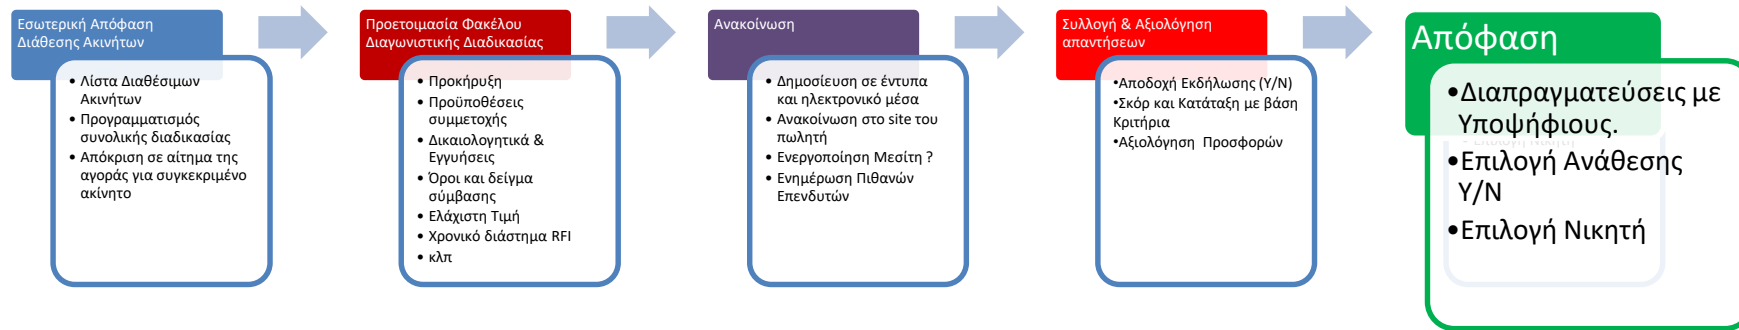 Εσωτερική Απόφαση
Διάθεσης Ακινήτων
• Λίστα Διαθέσιμων
Ακινήτων
• Προγραμματισμός
συνολικής διαδικασίας
• Απόκριση σε αίτημα της
αγοράς για συγκεκριμένο
ακίνητο
Προετοιμασία Φακέλου
Διαγωνιστικής Διαδικασίας
• Προκήρυξη
• Προϋποθέσεις
συμμετοχής
• Δικαιολογητικά &
Εγγυήσεις
• Όροι και δείγμα
σύμβασης
• Ελάχιστη Τιμή
• Χρονικό διάστημα RFI
• κλπ
Ανακοίνωση
• Δημοσίευση σε έντυπα
και ηλεκτρονικό μέσα
• Ανακοίνωση στο site του
πωλητή
• Ενεργοποίηση Μεσίτη ?
• Ενημέρωση Πιθανών
Επενδυτών
Συλλογή & Αξιολόγηση
απαντήσεων
•Αποδοχή Εκδήλωσης (Y/N)
•Σκόρ και Κατάταξη με βάση
Κριτήρια
•Αξιολόγηση Προσφορών
Απόφαση
•Διαπραγματεύσεις με
Υποψήφιους.
•Επιλογή Ανάθεσης
Y/N
•Επιλογή Νικητή